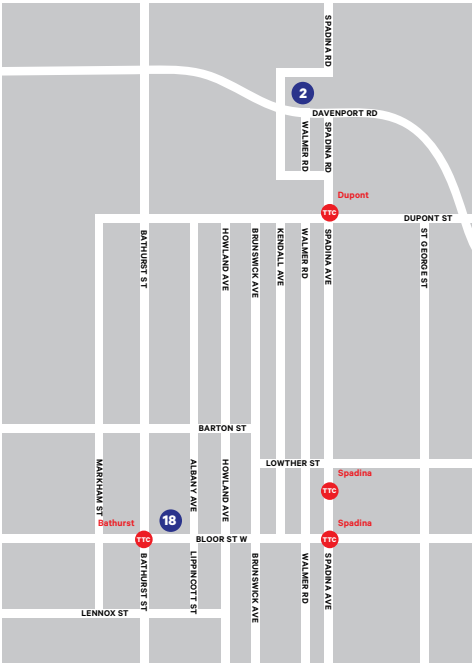 SPADINA RD
2
DAVENPORT RD
WALMER RD
SPADINA RD
Dupont
TTC
DUPONT ST
BATHURST ST
HOWLAND AVE
BRUNSWICK AVE
KENDALL AVE
WALMER RD
SPADINA AVE
ST GEORGE ST
BARTON ST
LOWTHER ST
MARKHAM ST
ALBANY AVE
HOWLAND AVE
Spadina
TTC
Bathurst
18
Spadina
TTC
BLOOR ST W
TTC
BATHURST ST
LIPPINCOTT ST
BRUNSWICK AVE
WALMER RD
SPADINA AVE
LENNOX ST